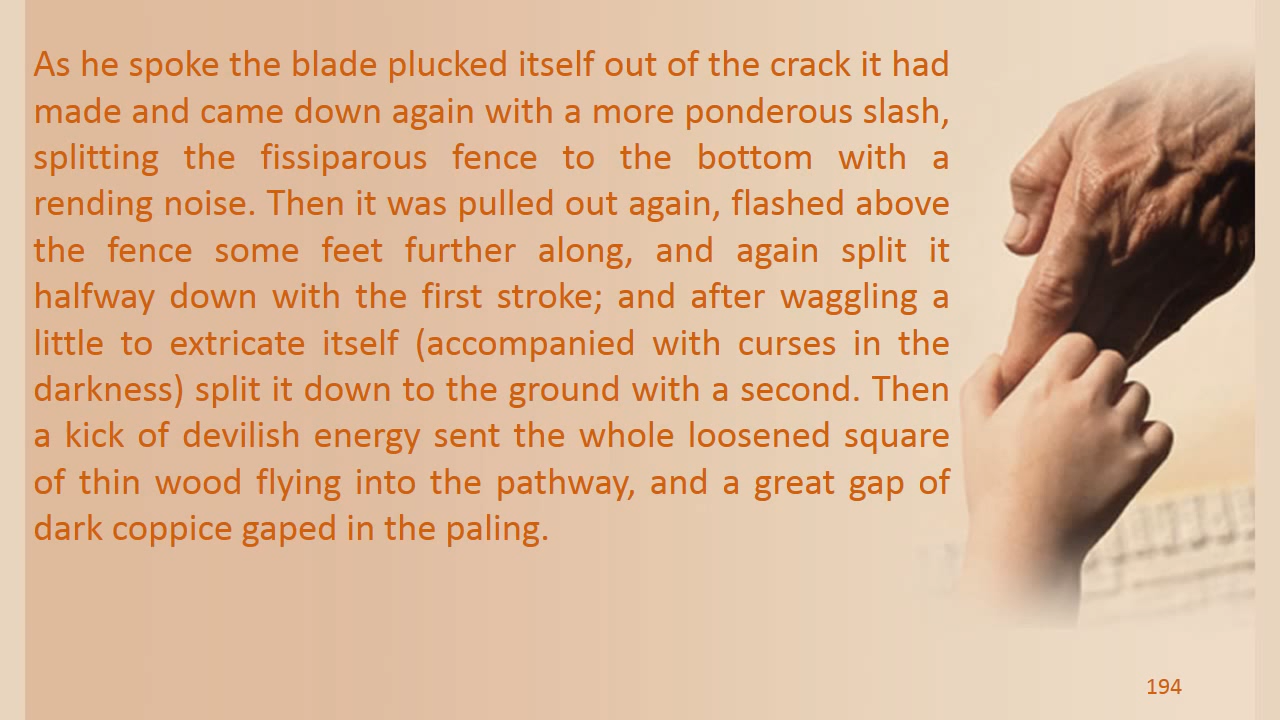 As he spoke the blade plucked itself out of the crack it had
made and came down again with a more ponderous slash,
splitting the fissiparous fence to the bottom with a
rending noise. Then it was pulled out again, flashed above
the fence some feet further along, and again split it
halfway down with the first stroke; and after waggling a
little to extricate itself (accompanied with curses in the
darkness) split it down to the ground with a second. Then
a kick of devilish energy sent the whole loosened square
of thin wood flying into the pathway, and a great gap of
dark coppice gaped in the paling.
194